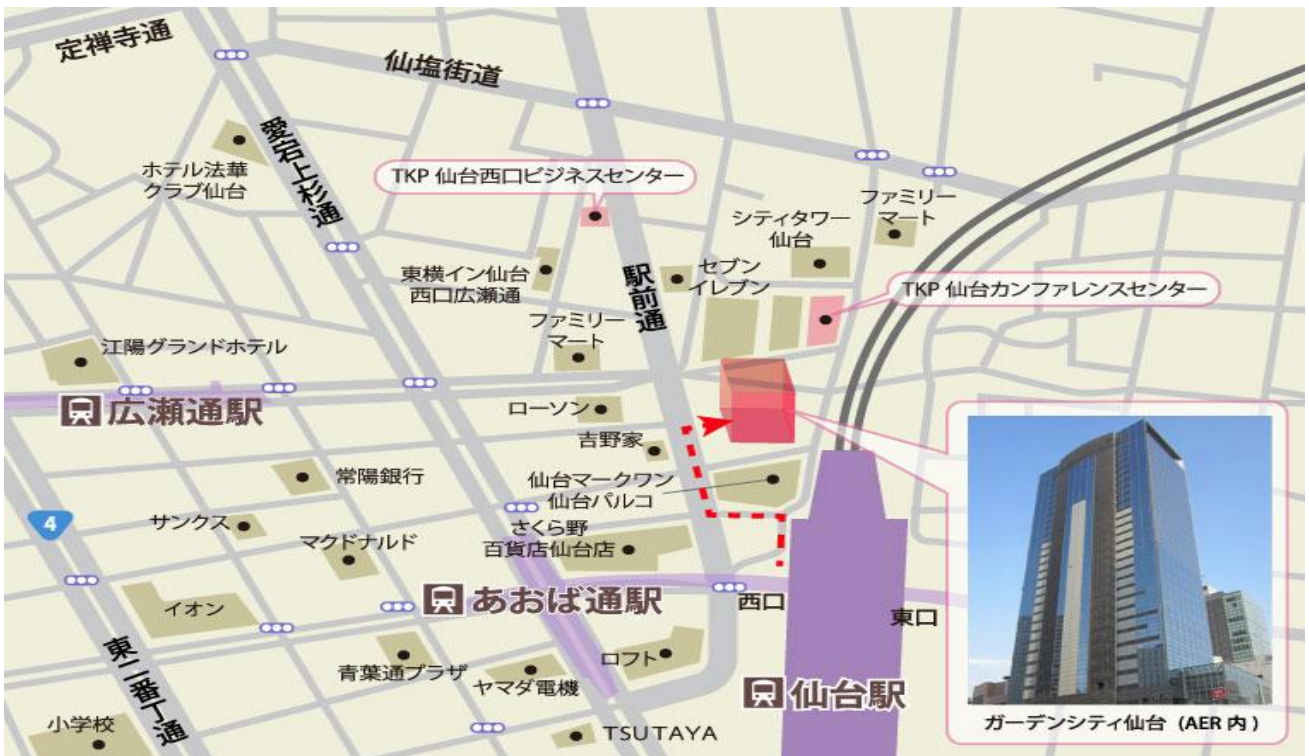 定禅寺通
仙塩街道
愛宕上杉通
ホテル法華
クラブ仙台
TKP 仙台西口ビジネスセンター
ファミリー
マート
シティタワー
仙台
東横イン仙台
西口広瀬通
駅前通
セブン
イレブン
TKP 仙台カンファレンスセンター
ファミリー
マート
江陽グランドホテル
広瀬通駅
ローソン
吉野家
常陽銀行
仙台マークワン
仙台パルコ
4
サンクス
マクドナルド
さくら野
百貨店仙台店
あおば通駅
西口
東口
イオン
東二番丁通
青葉通プラザ
ヤマダ電機
ロフト
仙台駅
小学校
TSUTAYA
ガーデンシティ仙台 (AER 内)